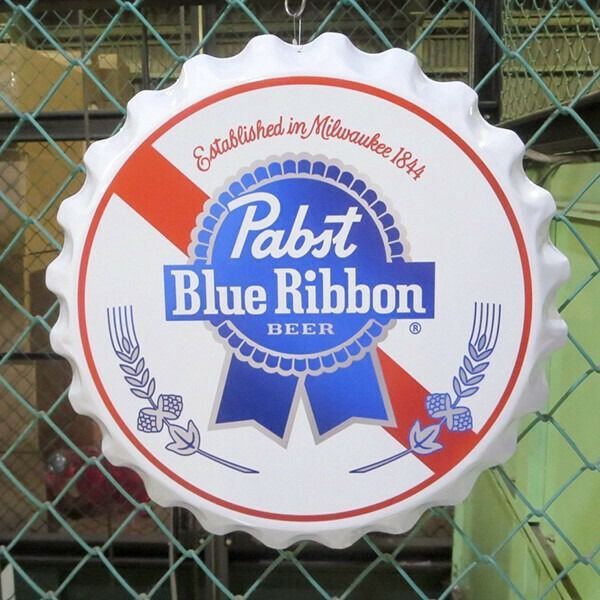 Established in Milwaukee 1844
Pabst
Blue Ribbon
BEER ®